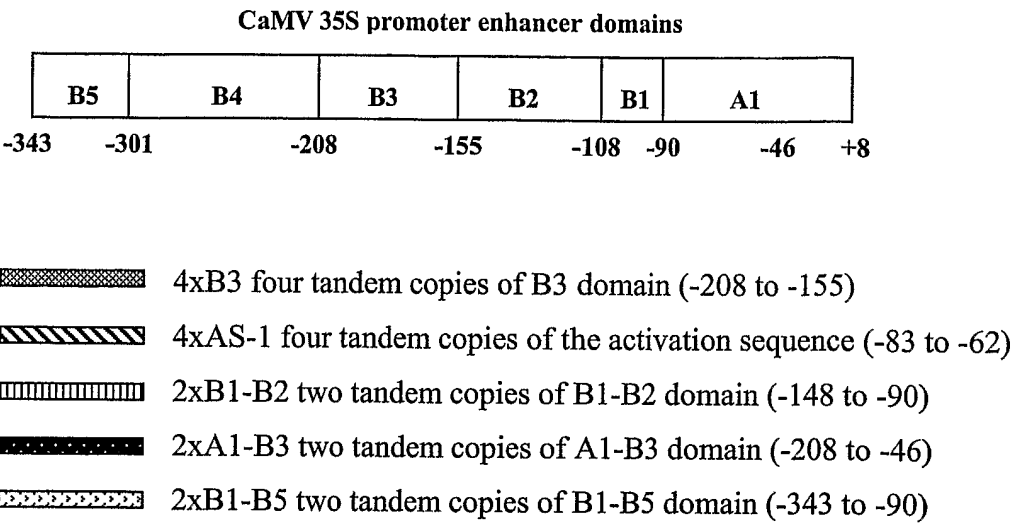 CaMV 35S promoter enhancer domains
B5 B4 B3 B2 B1 A1
-343 -301 -208 -155 -108 -90 -46 +8
4xB3 four tandem copies of B3 domain (-208 to -155)
4xAS-1 four tandem copies of the activation sequence (-83 to -62)
2xB1-B2 two tandem copies of B1-B2 domain (-148 to -90)
2xA1-B3 two tandem copies of A1-B3 domain (-208 to -46)
2xB1-B5 two tandem copies of B1-B5 domain (-343 to -90)